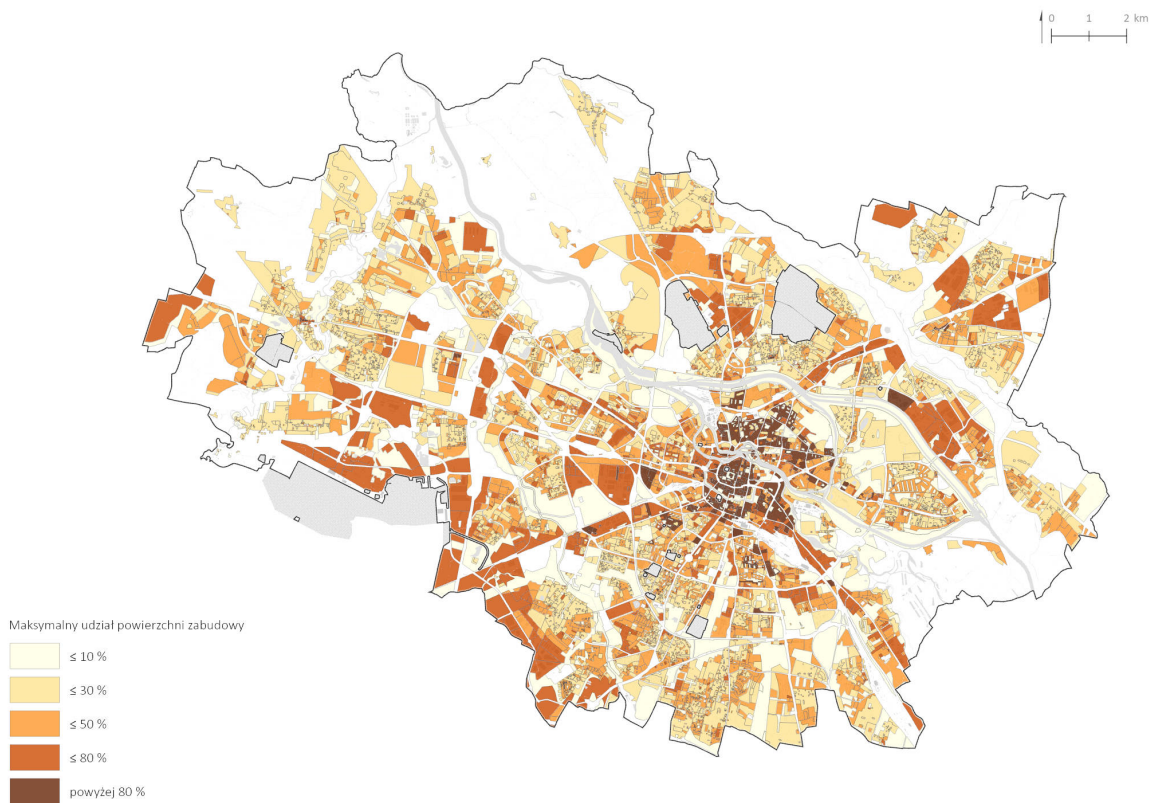 0 1 2 km
Maksymalny udział powierzchni zabudowy
≤ 10 %
≤ 30 %
≤ 50 %
≤ 80 %
powyżej 80 %